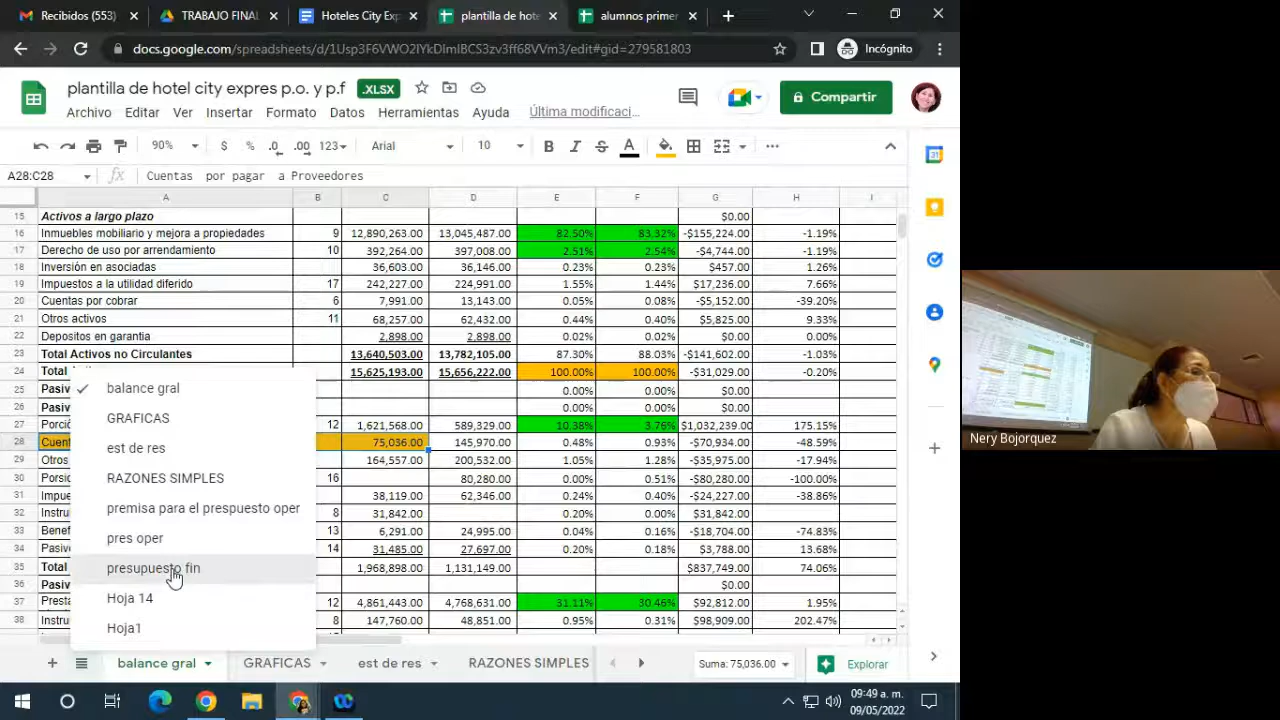 Recibidos (553)
TRABAJO FINAL
Hoteles City Exp
plantilla de hote
alumnos primer
docs.google.com/spreadsheets/d/1Usp3F6VWO2IYkDImIBCS3zv3ff68VVm3/edit#gid=279581803
Incógnito
plantilla de hotel city expres p.o. y p.f
.XLSX
Compartir
Archivo Editar Ver Insertar Formato Datos Herramientas Ayuda Última modificaci...
90% $ % .0 .00 123 Arial 10 B I S A
A28:C28 fx Cuentas por pagar a Proveedores
A B C D E F G H I
15 Activos a largo plazo $0.00
16 Inmuebles mobiliario y mejora a propiedades 9 12,890,263.00 13,045,487.00 82.50% 83.32% -$155,224.00 -1.19%
17 Derecho de uso por arrendamiento 10 392,264.00 397,008.00 2.51% 2.54% -$4,744.00 -1.19%
18 Inversión en asociadas 36,603.00 36,146.00 0.23% 0.23% $457.00 1.26%
19 Impuestos a la utilidad diferido 17 242,227.00 224,991.00 1.55% 1.44% $17,236.00 7.66%
20 Cuentas por cobrar 6 7,991.00 13,143.00 0.05% 0.08% -$5,152.00 -39.20%
21 Otros activos 11 68,257.00 62,432.00 0.44% 0.40% $5,825.00 9.33%
22 Depositos en garantia 2,898.00 2,898.00 0.02% 0.02% $0.00 0.00%
23 Total Activos no Circulantes 13,640,503.00 13,782,105.00 87.30% 88.03% -$141,602.00 -1.03%
24 Total 15,625,193.00 15,656,222.00 100.00% 100.00% -$31,029.00 -0.20%
25 Pasiv 0.00% 0.00% $0.00
26 Pasiv 0.00% 0.00% $0.00
27 Porció 12 1,621,568.00 589,329.00 10.38% 3.76% $1,032,239.00 175.15%
28 Cuent 75,036.00 145,970.00 0.48% 0.93% -$70,934.00 -48.59%
29 Otros 164,557.00 200,532.00 1.05% 1.28% -$35,975.00 -17.94%
30 Porsió 16 80,280.00 0.00% 0.51% -$80,280.00 -100.00%
31 Impue 38,119.00 62,346.00 0.24% 0.40% -$24,227.00 -38.86%
32 Instru 8 31,842.00 0.20% 0.00% $31,842.00
33 Benef 13 6,291.00 24,995.00 0.04% 0.16% -$18,704.00 -74.83%
34 Pasiv 14 31,485.00 27,697.00 0.20% 0.18% $3,788.00 13.68%
35 Total 1,968,898.00 1,131,149.00 $837,749.00 74.06%
36 Pasiv $0.00
37 Presta 12 4,861,443.00 4,768,631.00 31.11% 30.46% $92,812.00 1.95%
38 Instru 8 147,760.00 48,851.00 0.95% 0.31% $98,909.00 202.47%
balance gral
GRAFICAS
est de res
RAZONES SIMPLES
premisa para el prespuesto oper
pres oper
presupuesto fin
Hoja 14
Hoja1
balance gral GRAFICAS est de res RAZONES SIMPLES Suma: 75,036.00 Explorar
09:49 a. m.
09/05/2022
Nery Bojorquez